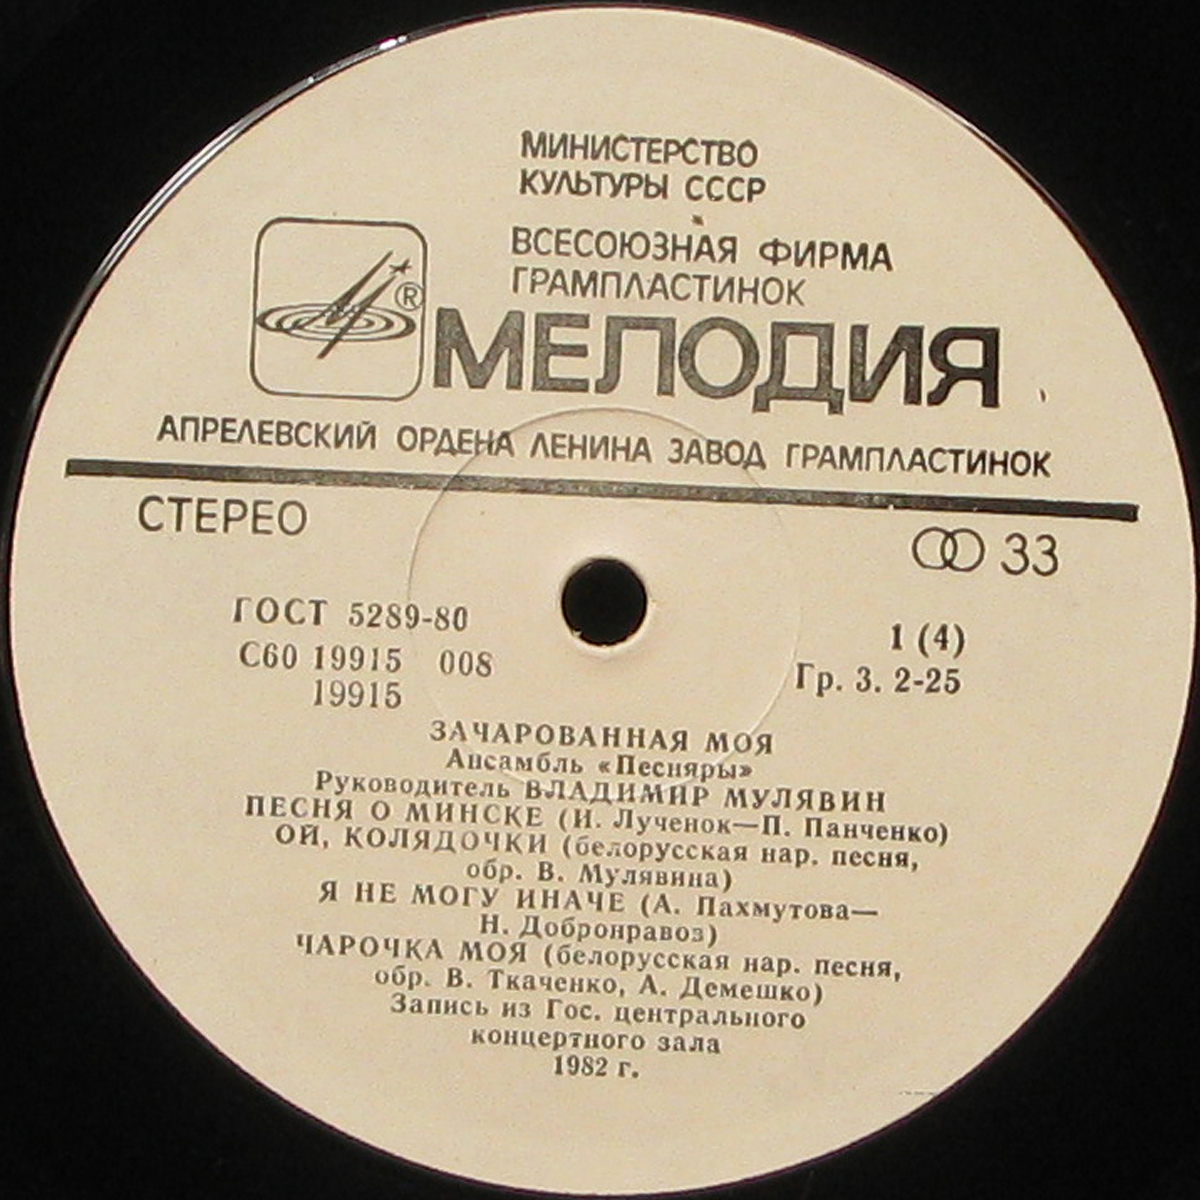 МИНИСТЕРСТВО
КУЛЬТУРЫ СССР
ВСЕСОЮЗНАЯ ФИРМА
ГРАМПЛАСТИНОК
®
МЕЛОДИЯ
АПРЕЛЕВСКИЙ ОРДЕНА ЛЕНИНА ЗАВОД ГРАМПЛАСТИНОК
СТЕРЕО
33
ГОСТ 5289-80
1 (4)
С60 19915 008
Гр. 3. 2-25
19915
ЗАЧАРОВАННАЯ МОЯ
Ансамбль «Песняры»
Руководитель ВЛАДИМИР МУЛЯВИН
ПЕСНЯ О МИНСКЕ (И. Лученок—П. Панченко)
ОЙ, КОЛЯДОЧКИ (белорусская нар. песня,
обр. В. Мулявина)
Я НЕ МОГУ ИНАЧЕ (А. Пахмутова—
Н. Добронравов)
ЧАРОЧКА МОЯ (белорусская нар. песня,
обр. В. Ткаченко, А. Демешко)
Запись из Гос. центрального
концертного зала
1982 г.